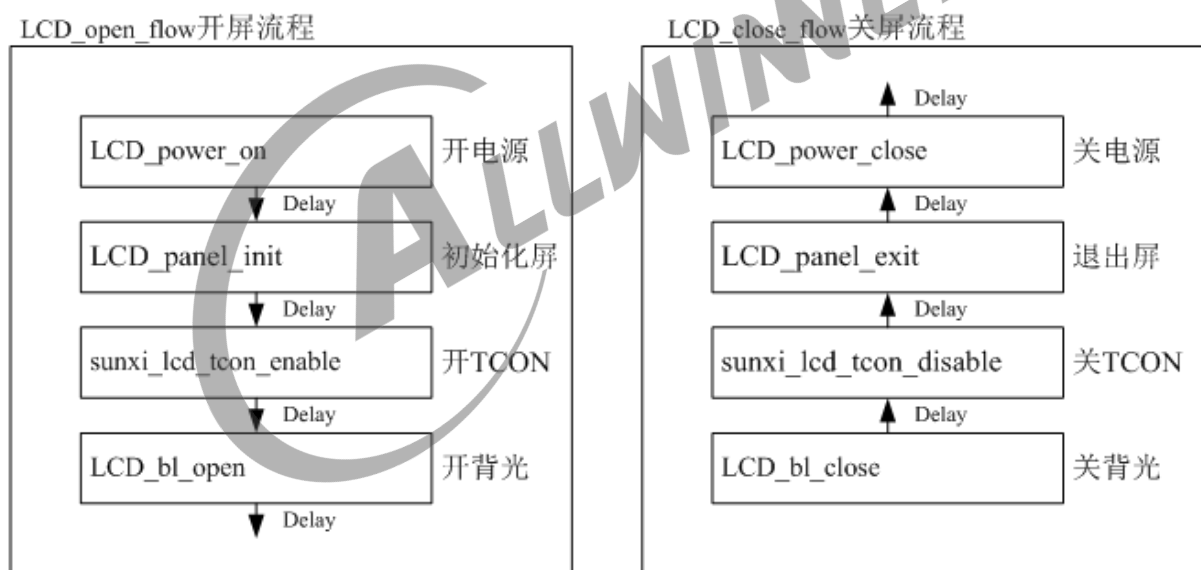 LCD_open_flow开屏流程
LCD_power_on 开电源
Delay
LCD_panel_init 初始化屏
Delay
sunxi_lcd_tcon_enable 开TCON
Delay
LCD_bl_open 开背光
Delay
LCD_close_flow关屏流程
Delay
LCD_power_close 关电源
Delay
LCD_panel_exit 退出屏
Delay
sunxi_lcd_tcon_disable 关TCON
Delay
LCD_bl_close 关背光